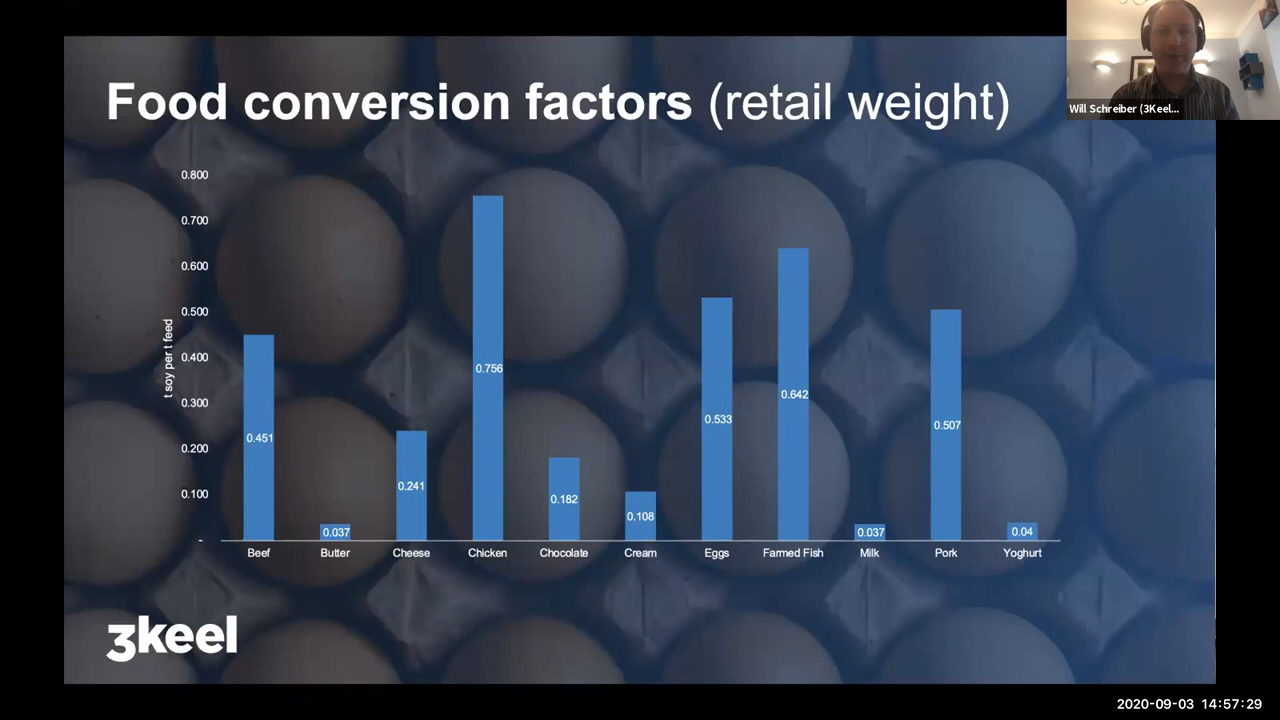 Food conversion factors (retail weight)
Will Schreiber (3Keel...
t soy per t feed
0.800
0.700
0.600
0.500
0.400
0.300
0.200
0.100
-
0.451
0.037
0.241
0.756
0.182
0.108
0.533
0.642
0.037
0.507
0.04
Beef
Butter
Cheese
Chicken
Chocolate
Cream
Eggs
Farmed Fish
Milk
Pork
Yoghurt
3keel
2020-09-03 14:57:29